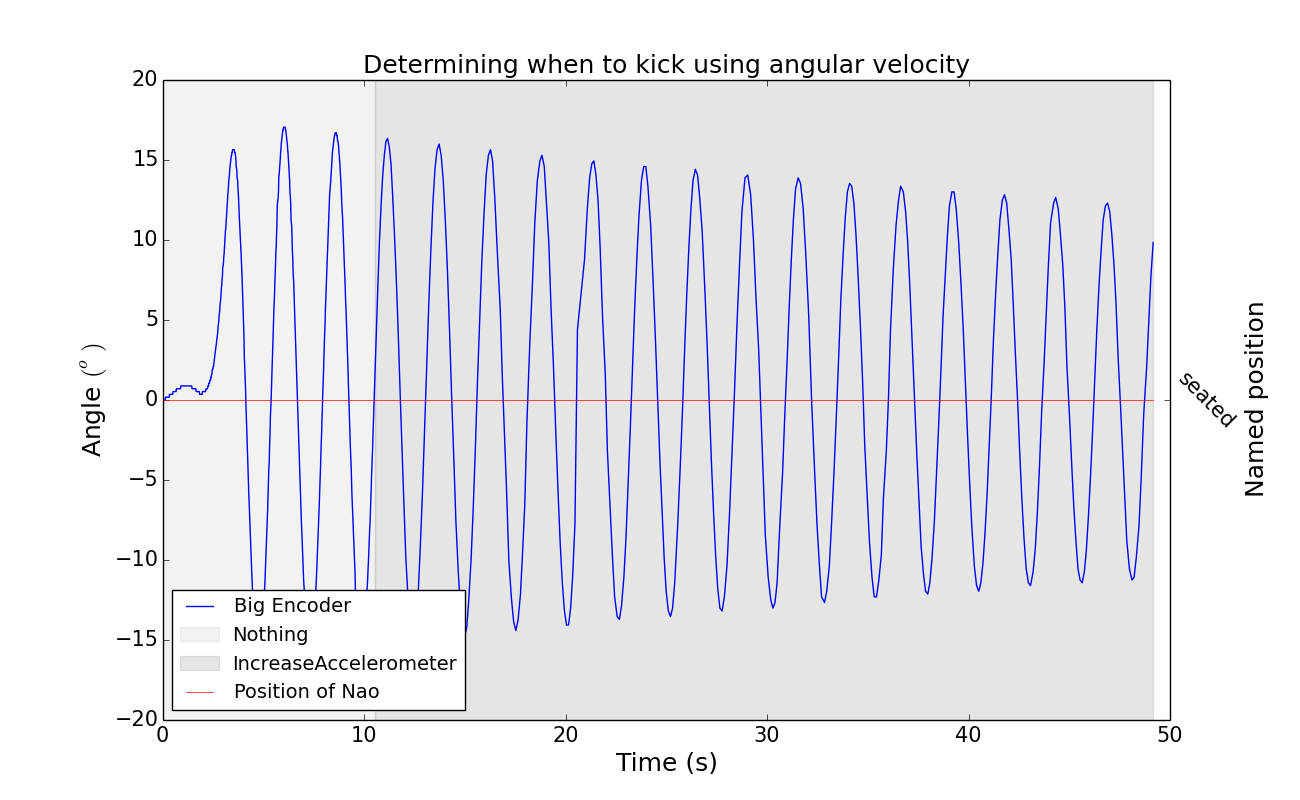 Determining when to kick using angular velocity
20
15
10
5
0
−5
−10
−15
−20
Angle (º)
Big Encoder
Nothing
IncreaseAccelerometer
Position of Nao
0 10 20 30 40 50
Time (s)
seated
Named position